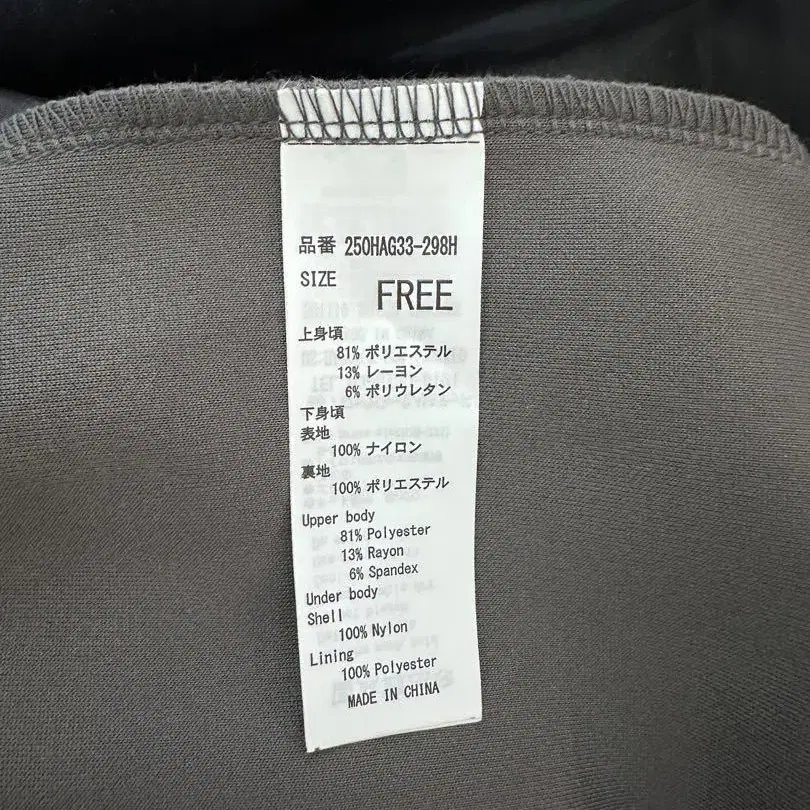 品番 250HAG33-298H
SIZE FREE
上身頃
81% ポリエステル
13% レーヨン
6% ポリウレタン
下身頃
表地
100% ナイロン
裏地
100% ポリエステル
Upper body
81% Polyester
13% Rayon
6% Spandex
Under body
Shell
100% Nylon
Lining
100% Polyester
MADE IN CHINA